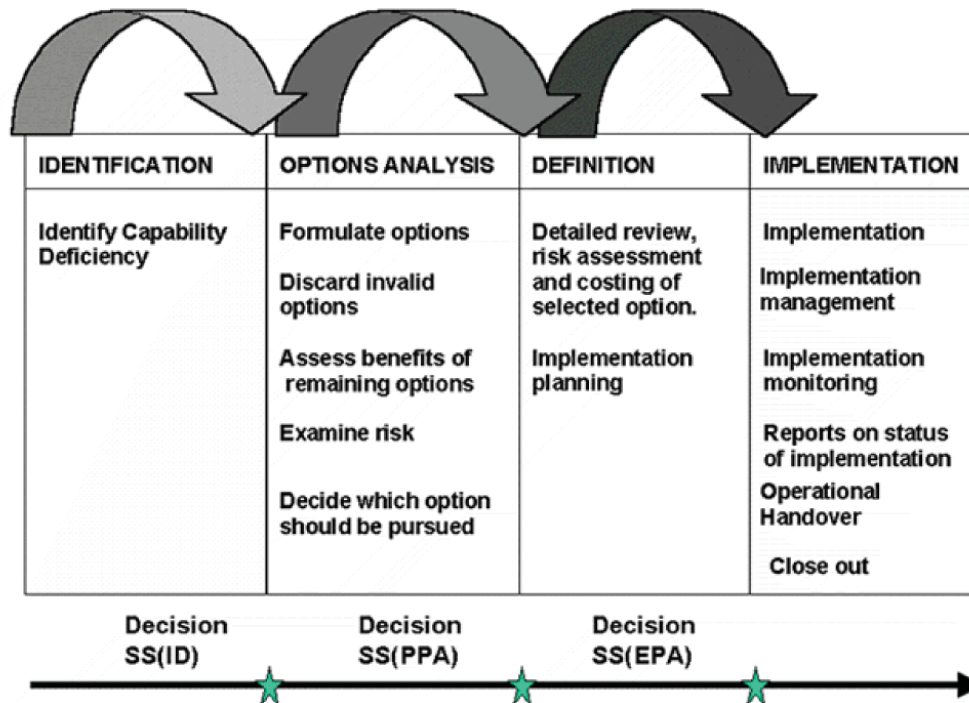 IDENTIFICATION
Identify Capability
Deficiency
OPTIONS ANALYSIS
Formulate options
Discard invalid
options
Assess benefits of
remaining options
Examine risk
Decide which option
should be pursued
DEFINITION
Detailed review,
risk assessment
and costing of
selected option.
Implementation
planning
IMPLEMENTATION
Implementation
Implementation
management
Implementation
monitoring
Reports on status
of implementation
Operational
Handover
Close out
Decision
SS(ID)
Decision
SS(PPA)
Decision
SS(EPA)